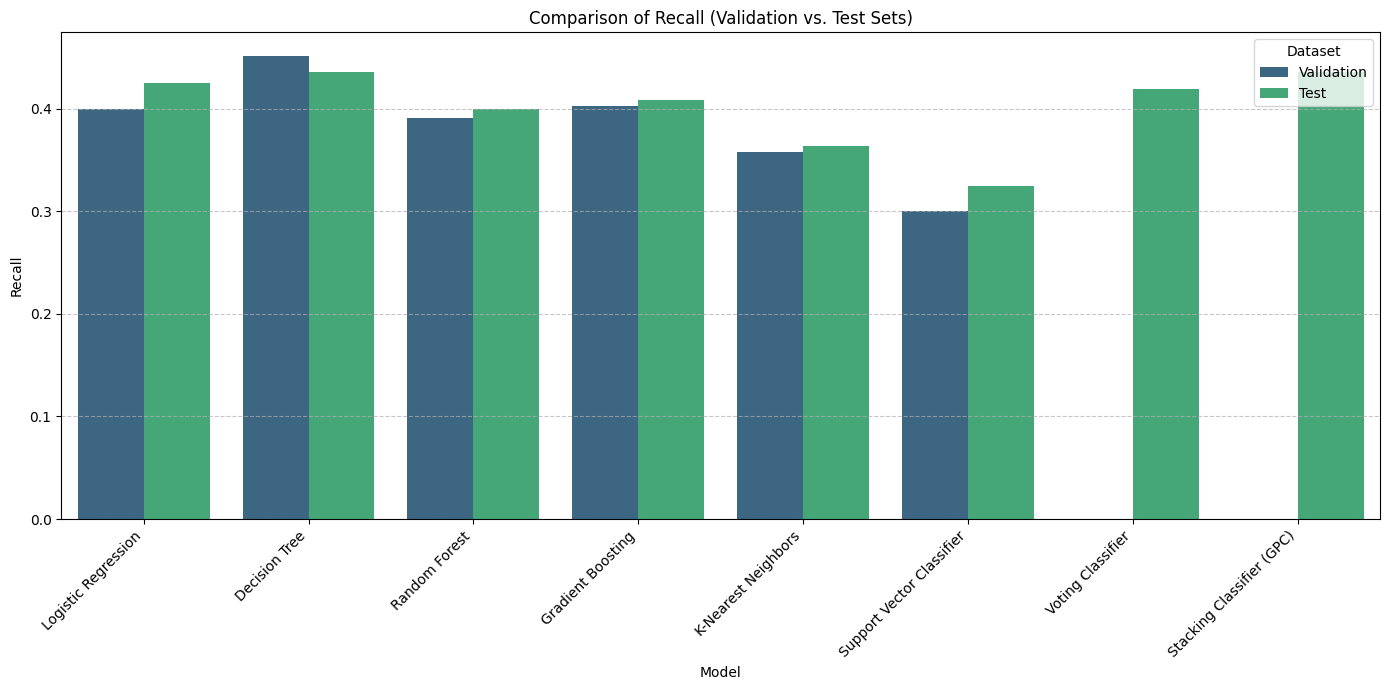 Comparison of Recall (Validation vs. Test Sets)
Dataset
Validation
Test
Recall
0.4
0.3
0.2
0.1
0.0
Logistic Regression
Decision Tree
Random Forest
Gradient Boosting
K-Nearest Neighbors
Support Vector Classifier
Voting Classifier
Stacking Classifier (GPC)
Model